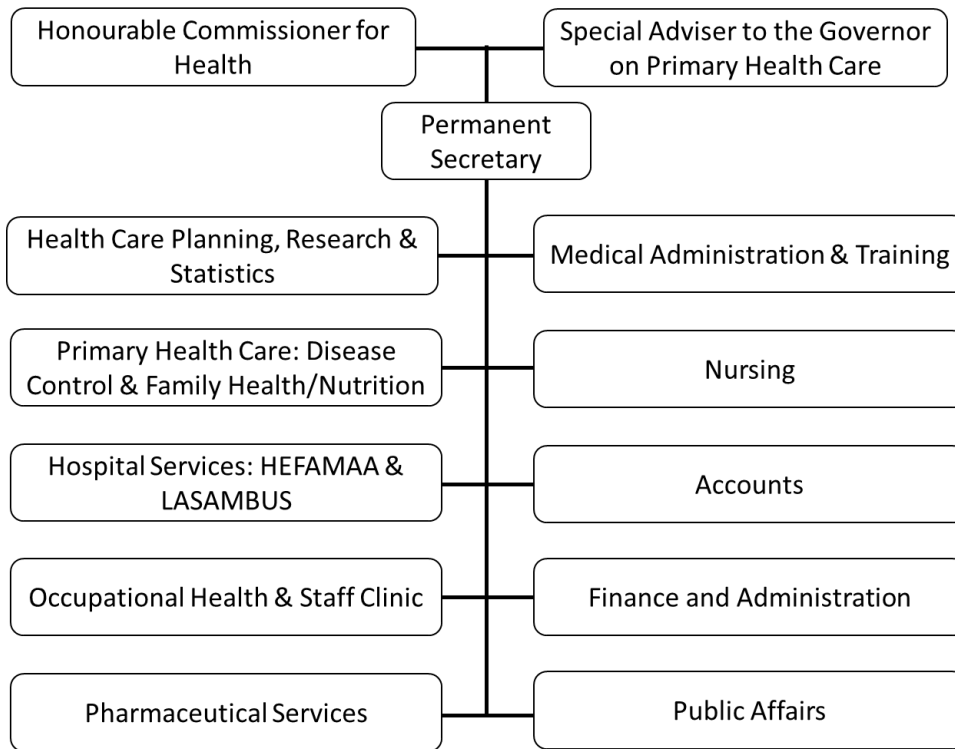 Honourable Commissioner for
Health
Special Adviser to the Governor
on Primary Health Care
Permanent
Secretary
Health Care Planning, Research &
Statistics
Medical Administration & Training
Primary Health Care: Disease
Control & Family Health/Nutrition
Nursing
Hospital Services: HEFAMAA &
LASAMBUS
Accounts
Occupational Health & Staff Clinic
Finance and Administration
Pharmaceutical Services
Public Affairs